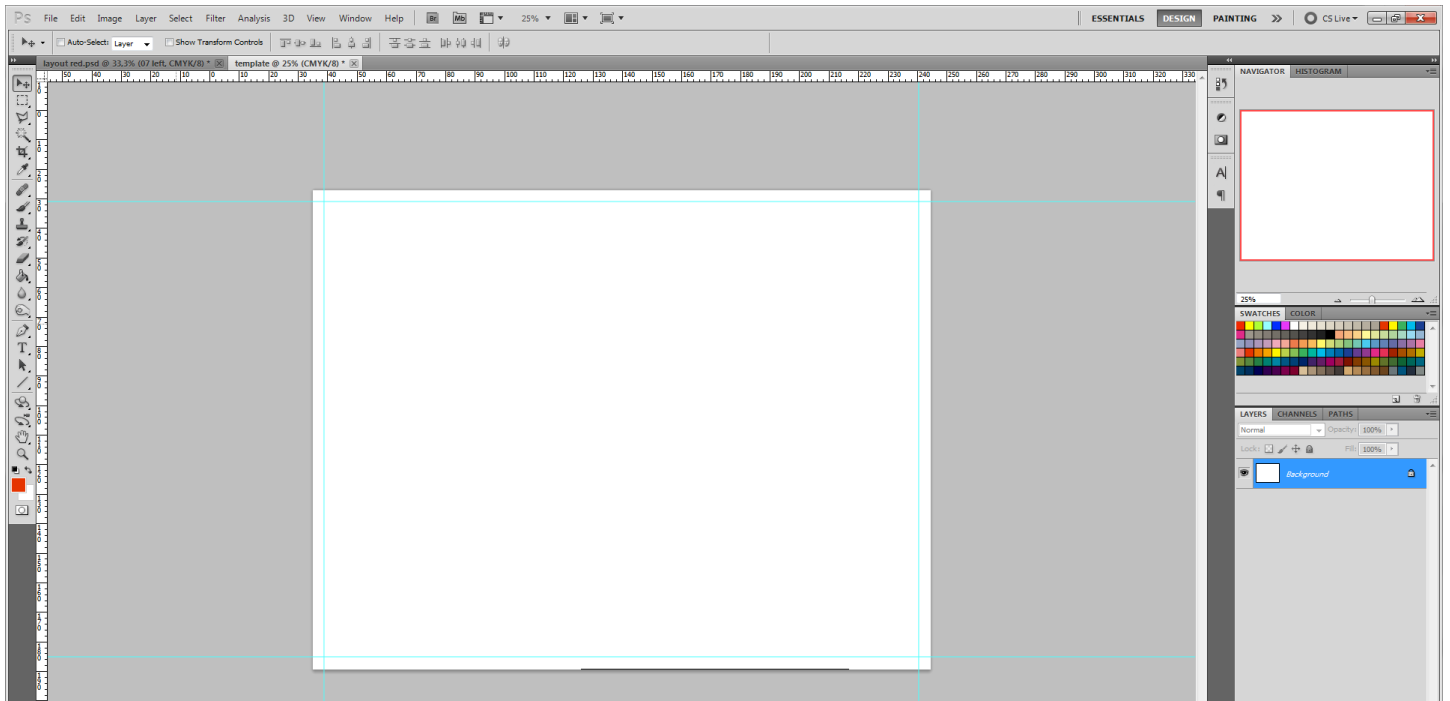 Ps File Edit Image Layer Select Filter Analysis 3D View Window Help Br Mb 25% ESSENTIALS DESIGN PAINTING CS Live
Auto-Select: Layer Show Transform Controls
layout red.psd @ 33,3% (07 left, CMYK/8) * template @ 25% (CMYK/8) *
50 40 30 20 10 0 10 20 30 40 50 60 70 80 90 100 110 120 130 140 150 160 170 180 190 200 210 220 230 240 250 260 270 280 290 300 310 320 330
NAVIGATOR HISTOGRAM
25%
SWATCHES COLOR
LAYERS CHANNELS PATHS
Normal Opacity: 100%
Lock: Fill: 100%
Background